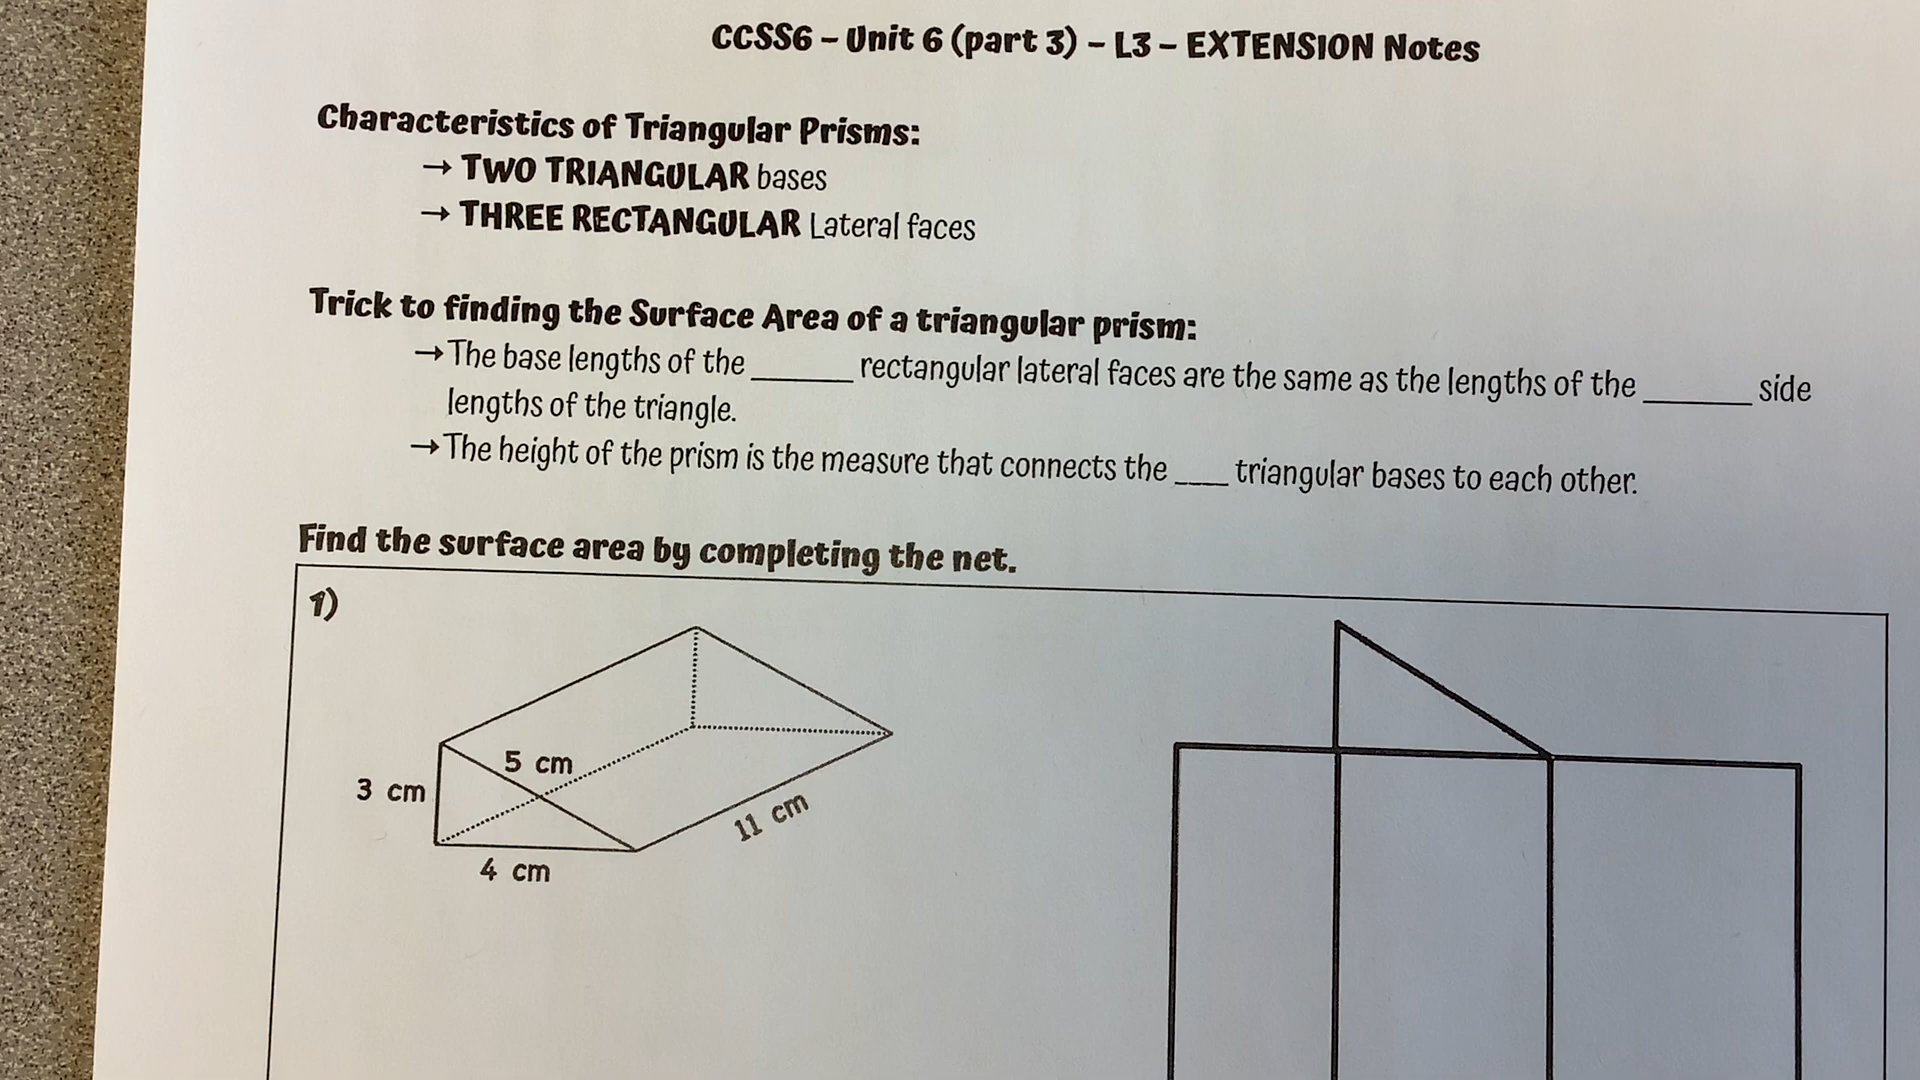 CCSS6 – Unit 6 (part 3) – L3 – EXTENSION Notes
Characteristics of Triangular Prisms:
→ TWO TRIANGULAR bases
→ THREE RECTANGULAR Lateral faces
Trick to finding the Surface Area of a triangular prism:
→ The base lengths of the ______ rectangular lateral faces are the same as the lengths of the ______ side
lengths of the triangle.
→ The height of the prism is the measure that connects the ___ triangular bases to each other.
Find the surface area by completing the net.
1)
5 cm
3 cm
11 cm
4 cm